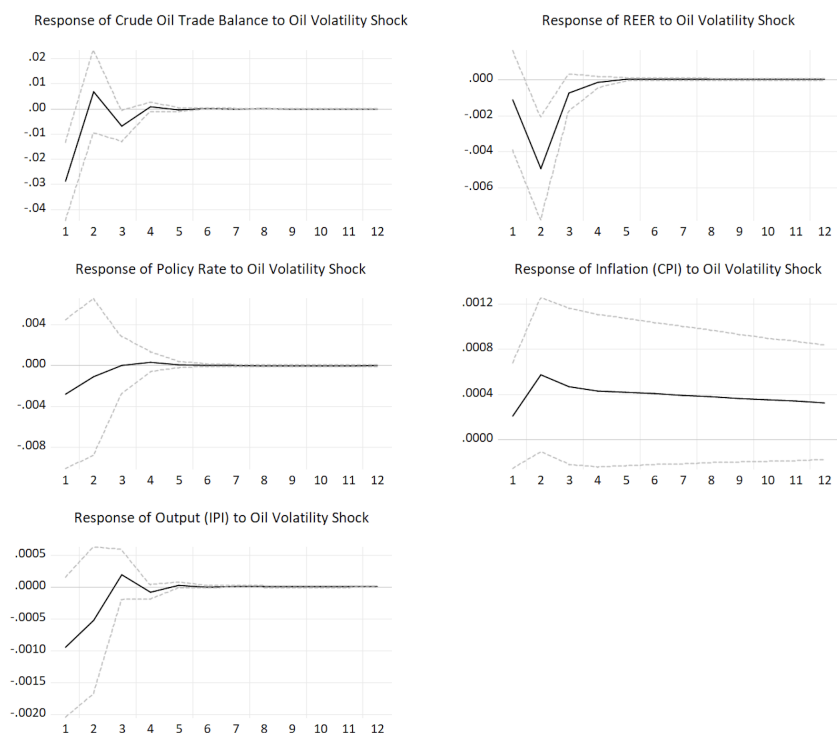 Response of Crude Oil Trade Balance to Oil Volatility Shock
.02
.01
.00
-.01
-.02
-.03
-.04
1 2 3 4 5 6 7 8 9 10 11 12
Response of REER to Oil Volatility Shock
.000
-.002
-.004
-.006
1 2 3 4 5 6 7 8 9 10 11 12
Response of Policy Rate to Oil Volatility Shock
.004
.000
-.004
-.008
1 2 3 4 5 6 7 8 9 10 11 12
Response of Inflation (CPI) to Oil Volatility Shock
.0012
.0008
.0004
.0000
1 2 3 4 5 6 7 8 9 10 11 12
Response of Output (IPI) to Oil Volatility Shock
.0005
.0000
-.0005
-.0010
-.0015
-.0020
1 2 3 4 5 6 7 8 9 10 11 12